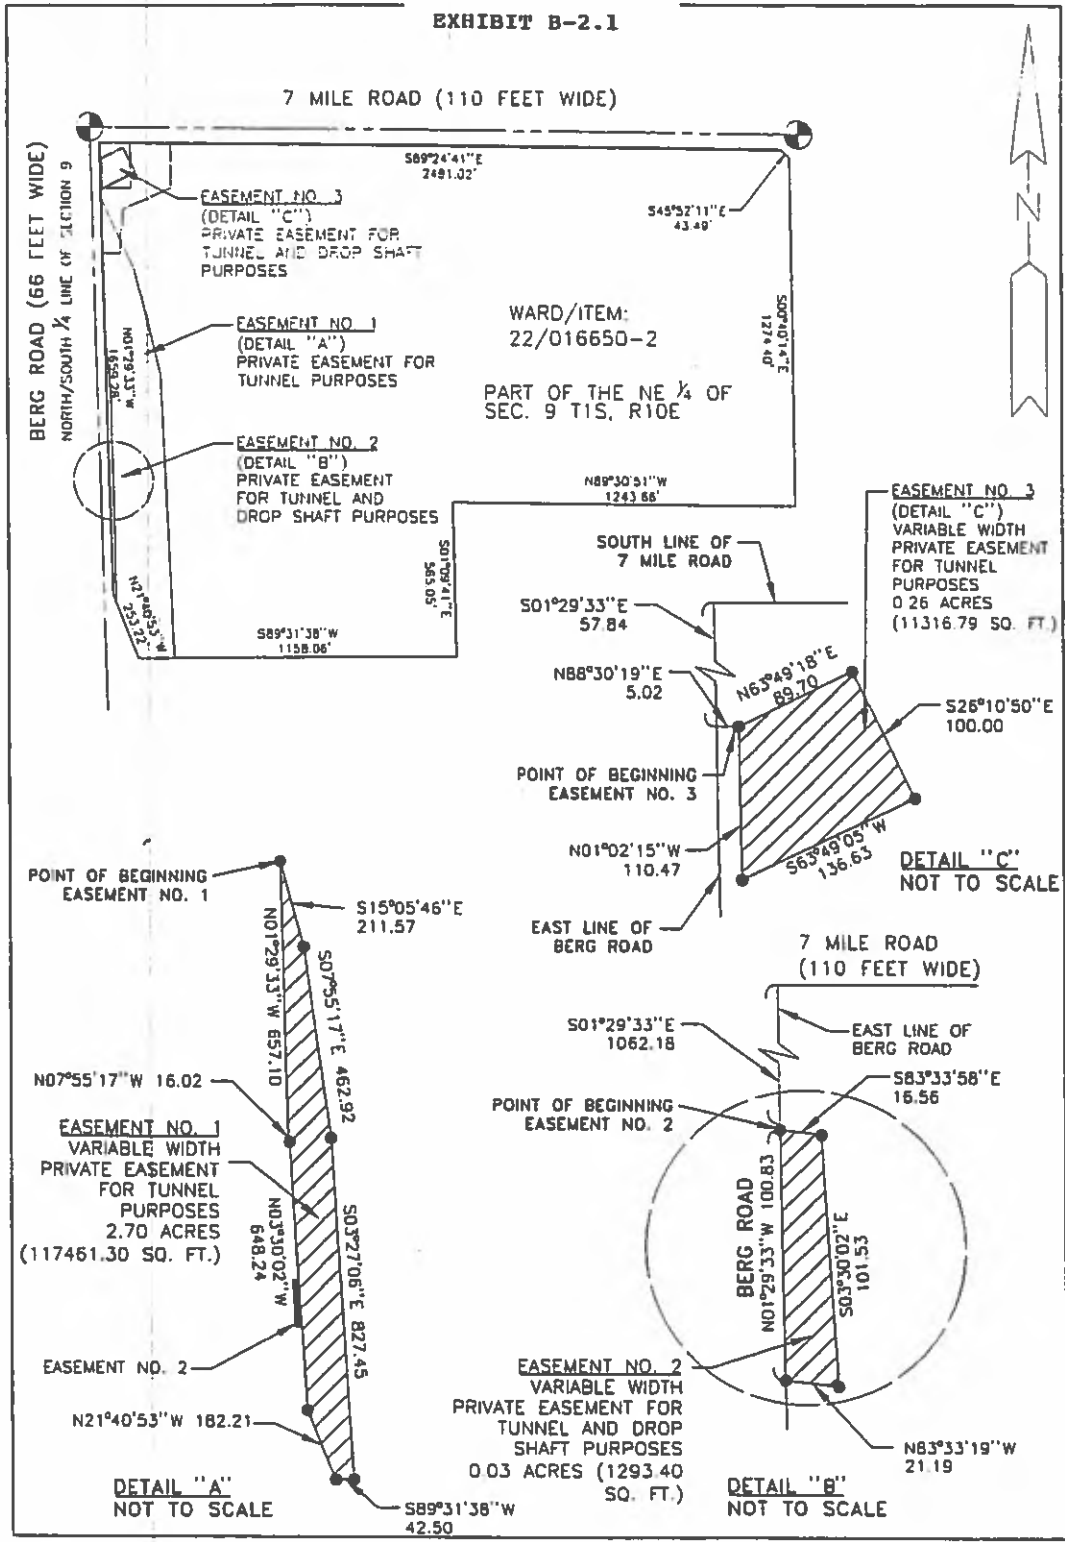 EXHIBIT B-2.1
7 MILE ROAD (110 FEET WIDE)
BERG ROAD (66 FEET WIDE)
NORTH/SOUTH 1/4 LINE OF SECTION 9
S89°24'41"E
2481.02'
S45°52'11"E
43.49'
EASEMENT NO. 3
(DETAIL "C")
PRIVATE EASEMENT FOR
TUNNEL AND DROP SHAFT
PURPOSES
WARD/ITEM:
22/016650-2
PART OF THE NE 1/4 OF
SEC. 9 T1S, R10E
S00°40'14"E
1274.40'
EASEMENT NO. 1
(DETAIL "A")
PRIVATE EASEMENT FOR
TUNNEL PURPOSES
N01°29'33"W
1659.28'
EASEMENT NO. 2
(DETAIL "B")
PRIVATE EASEMENT
FOR TUNNEL AND
DROP SHAFT PURPOSES
N89°30'51"W
1243.66'
S01°09'41"E
565.05'
N21°40'53"W
253.22'
S89°31'38"W
1158.06'
EASEMENT NO. 3
(DETAIL "C")
VARIABLE WIDTH
PRIVATE EASEMENT
FOR TUNNEL
PURPOSES
0.26 ACRES
(11316.79 SQ. FT.)
SOUTH LINE OF
7 MILE ROAD
S01°29'33"E
57.84
N88°30'19"E
5.02
N63°49'18"E
89.70
S26°10'50"E
100.00
POINT OF BEGINNING
EASEMENT NO. 3
N01°02'15"W
110.47
S63°49'05"W
136.63
DETAIL "C"
NOT TO SCALE
EAST LINE OF
BERG ROAD
POINT OF BEGINNING
EASEMENT NO. 1
S15°05'46"E
211.57
N01°29'33"W 657.10
S07°55'17"E 462.92
N07°55'17"W 16.02
EASEMENT NO. 1
VARIABLE WIDTH
PRIVATE EASEMENT
FOR TUNNEL
PURPOSES
2.70 ACRES
(117461.30 SQ. FT.)
N03°30'02"W
648.24
S03°27'06"E 827.45
EASEMENT NO. 2
N21°40'53"W 182.21
DETAIL "A"
NOT TO SCALE
S89°31'38"W
42.50
7 MILE ROAD
(110 FEET WIDE)
S01°29'33"E
1062.18
EAST LINE OF
BERG ROAD
S83°33'58"E
16.56
POINT OF BEGINNING
EASEMENT NO. 2
BERG ROAD
N01°29'33"W 100.83
S03°30'02"E
101.53
EASEMENT NO. 2
VARIABLE WIDTH
PRIVATE EASEMENT FOR
TUNNEL AND DROP
SHAFT PURPOSES
0.03 ACRES (1293.40
SQ. FT.)
N83°33'19"W
21.19
DETAIL "B"
NOT TO SCALE
N